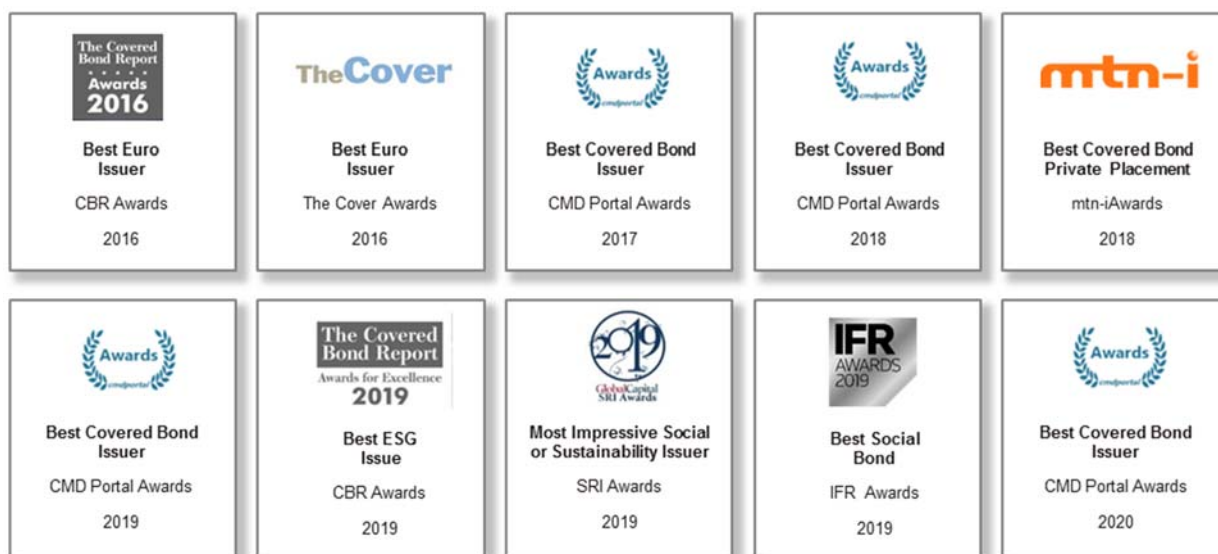 The Covered
Bond Report
Awards
2016
Best Euro
Issuer
CBR Awards
2016
TheCover
Best Euro
Issuer
The Cover Awards
2016
Awards
cmdportal
Best Covered Bond
Issuer
CMD Portal Awards
2017
Awards
cmdportal
Best Covered Bond
Issuer
CMD Portal Awards
2018
mtn-i
Best Covered Bond
Private Placement
mtn-iAwards
2018
Awards
cmdportal
Best Covered Bond
Issuer
CMD Portal Awards
2019
The Covered
Bond Report
Awards for Excellence
2019
Best ESG
Issue
CBR Awards
2019
2019
GlobalCapital
SRI Awards
Most Impressive Social
or Sustainability Issuer
SRI Awards
2019
IFR
AWARDS
2019
Best Social
Bond
IFR Awards
2019
Awards
cmdportal
Best Covered Bond
Issuer
CMD Portal Awards
2020